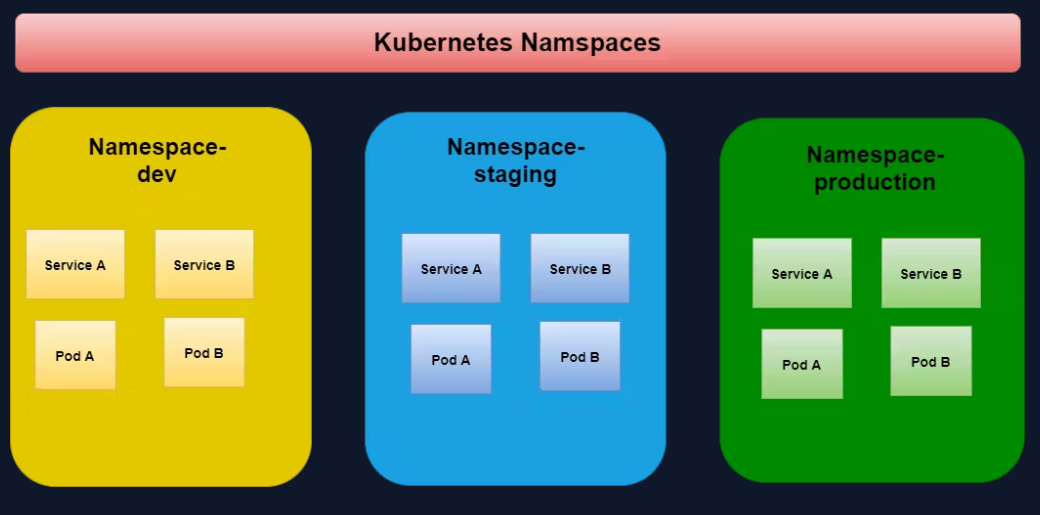 Kubernetes Namspaces
Namespace-
dev
Service A
Service B
Pod A
Pod B
Namespace-
staging
Service A
Service B
Pod A
Pod B
Namespace-
production
Service A
Service B
Pod A
Pod B